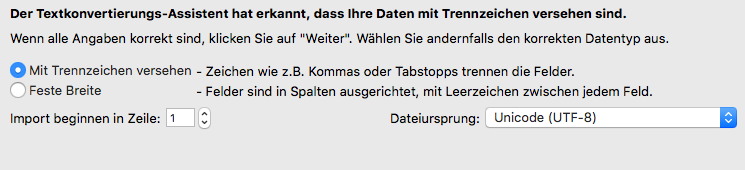 Der Textkonvertierungs-Assistent hat erkannt, dass Ihre Daten mit Trennzeichen versehen sind.
Wenn alle Angaben korrekt sind, klicken Sie auf "Weiter". Wählen Sie andernfalls den korrekten Datentyp aus.
Mit Trennzeichen versehen - Zeichen wie z.B. Kommas oder Tabstopps trennen die Felder.
Feste Breite - Felder sind in Spalten ausgerichtet, mit Leerzeichen zwischen jedem Feld.
Import beginnen in Zeile: 1 Dateiursprung: Unicode (UTF-8)